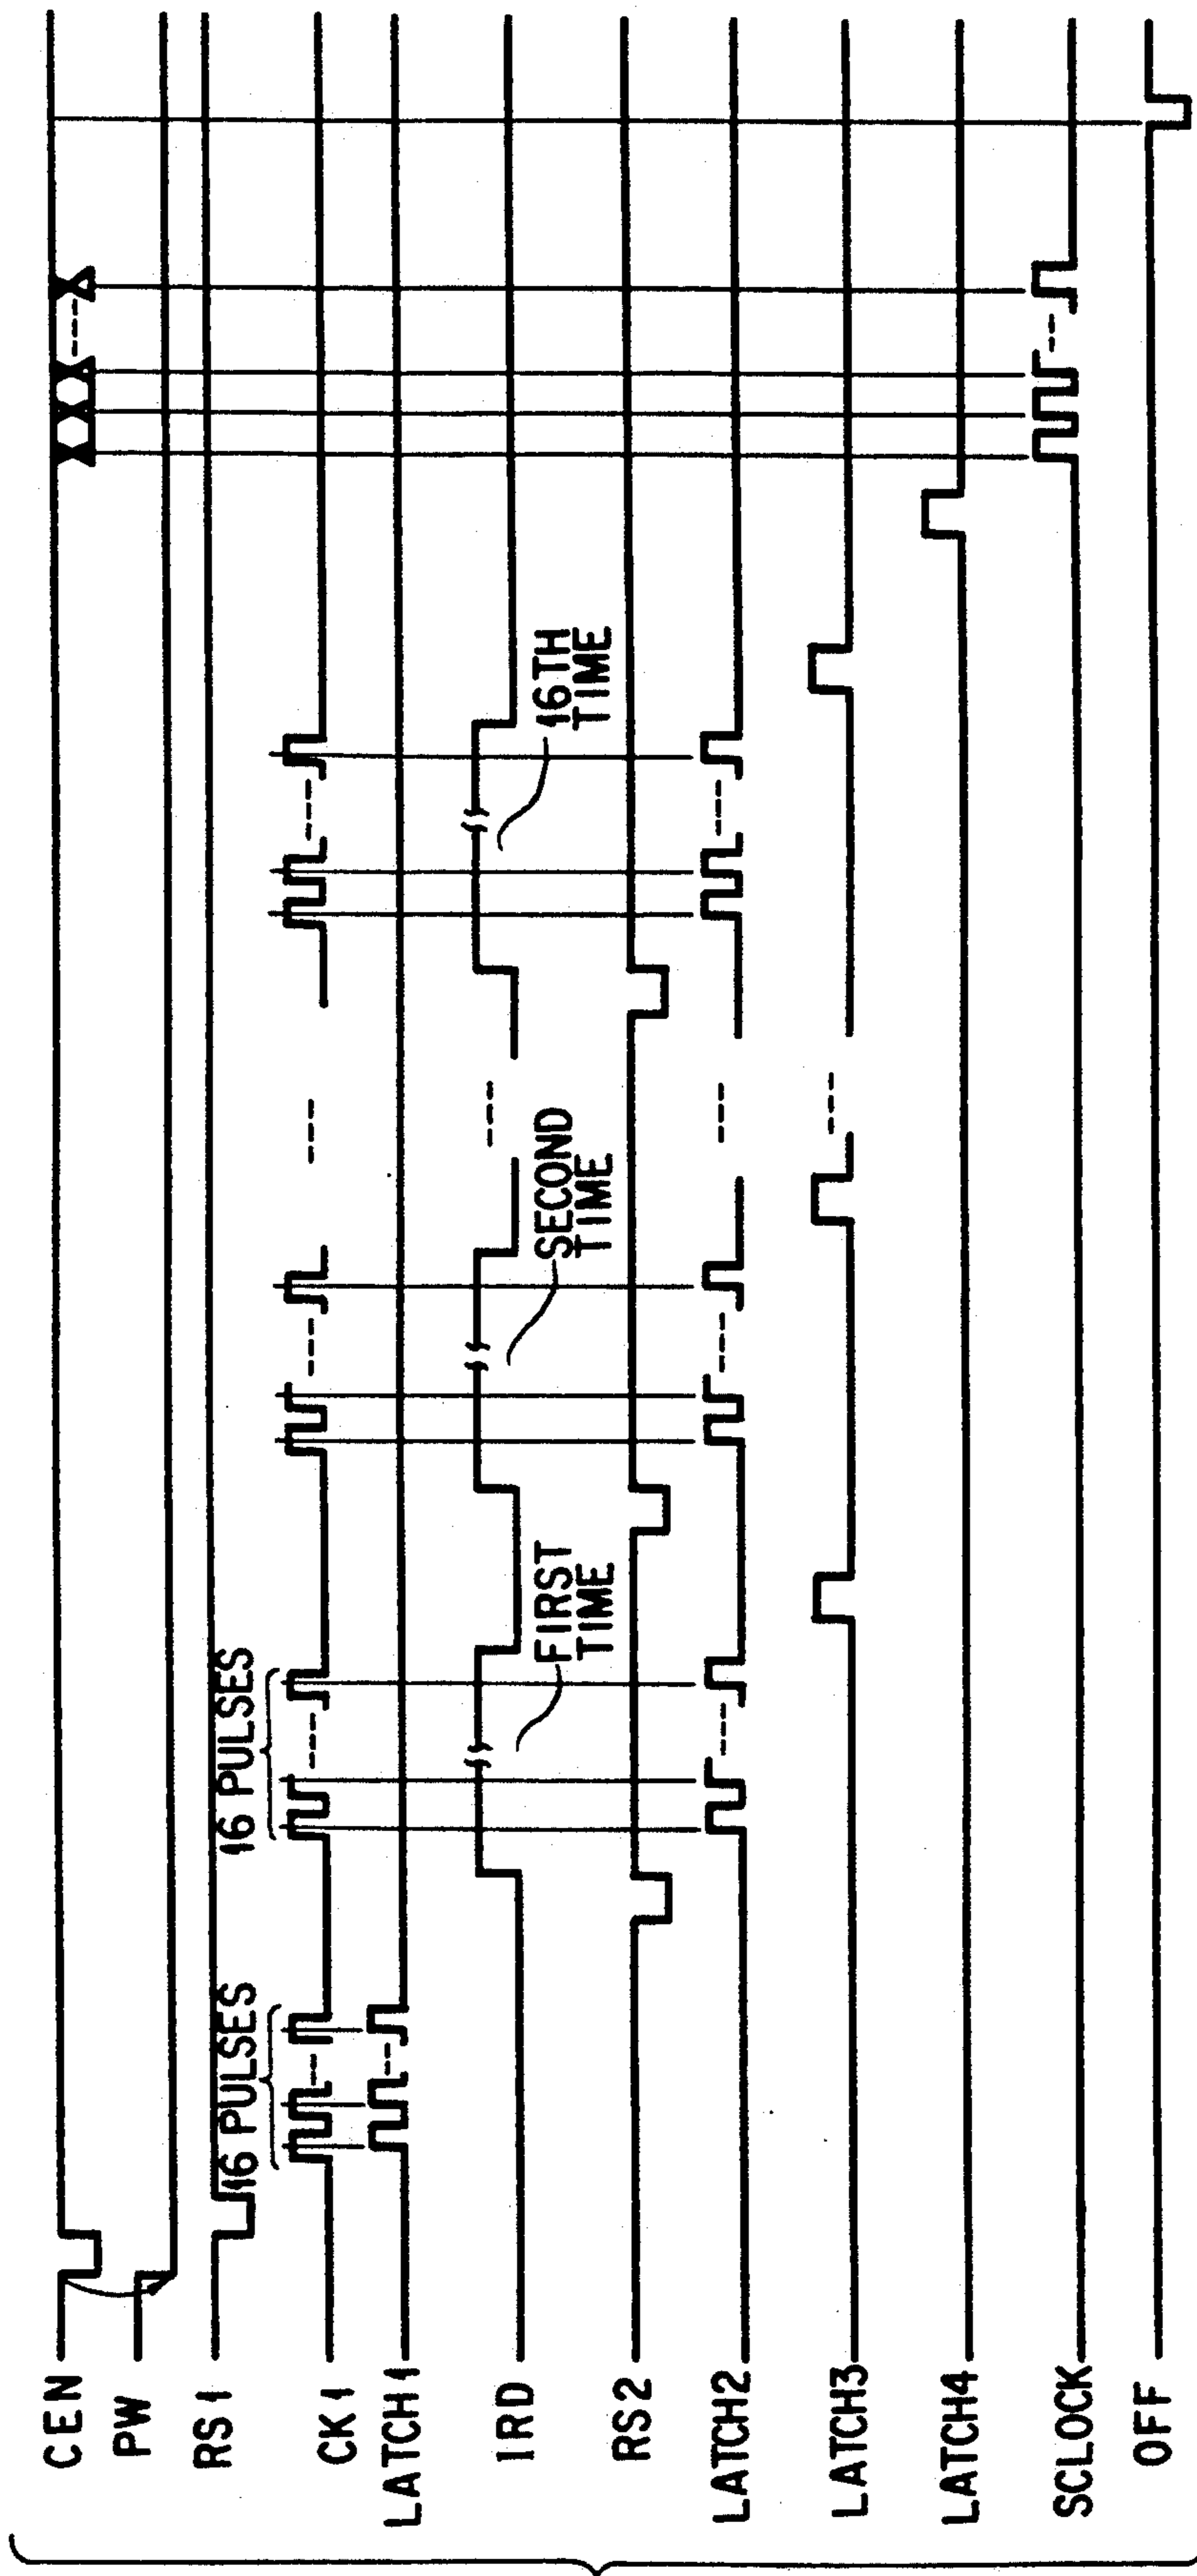 CEN
PW
RS1
CK1
LATCH1
IRD
RS2
LATCH2
LATCH3
LATCH4
SCLOCK
OFF
16 PULSES
16 PULSES
FIRST
TIME
SECOND
TIME
16TH
TIME